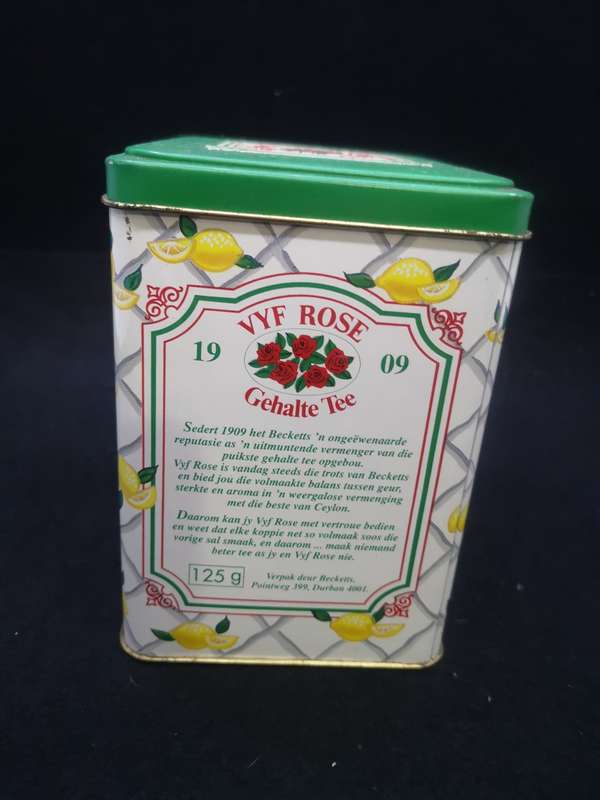 VYF ROSE
19 09
Gehalte Tee
Sedert 1909 het Becketts 'n ongeëwenaarde
reputasie as 'n uitmuntende vermenger van die
puikste gehalte tee opgebou.
Vyf Rose is vandag steeds die trots van Becketts
en bied jou die volmaakte balans tussen geur,
sterkte en aroma in 'n weergalose vermenging
met die beste van Ceylon.
Daarom kan jy Vyf Rose met vertroue bedien
en weet dat elke koppie net so volmaak soos die
vorige sal smaak, en daarom ... maak niemand
beter tee as jy en Vyf Rose nie.
125 g
Verpak deur Becketts,
Pointweg 399, Durban 4001.